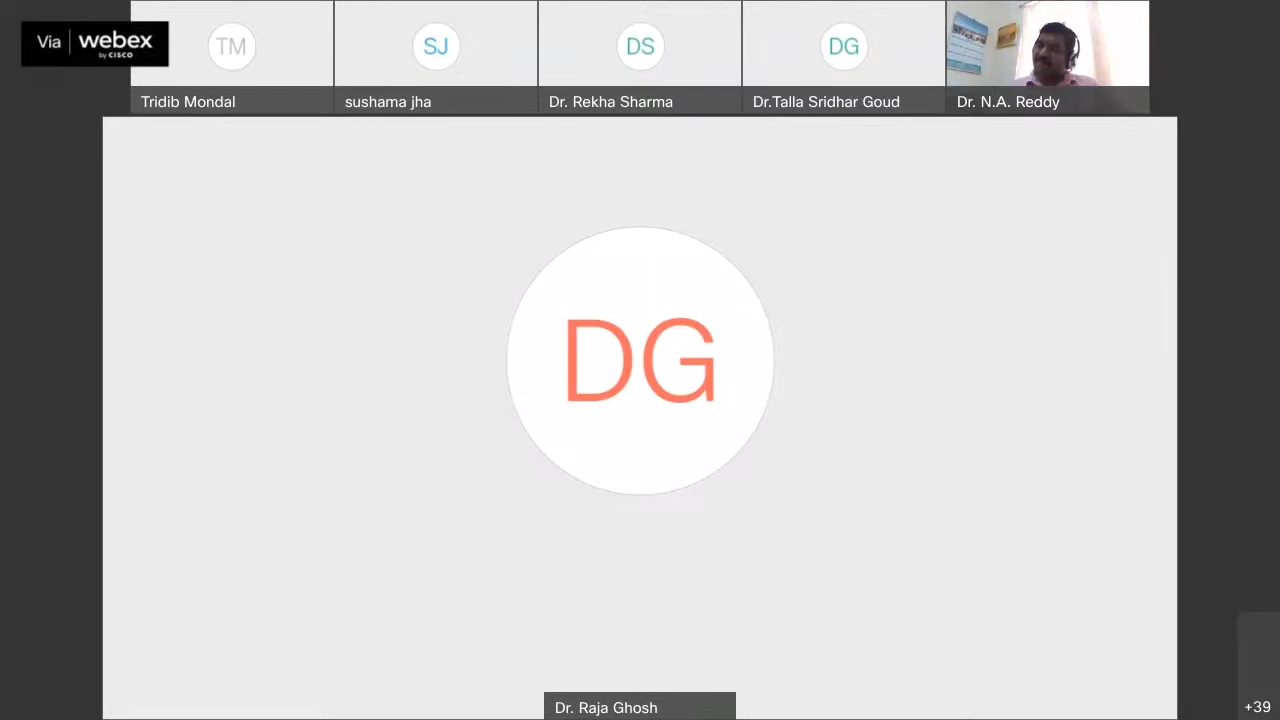 Via webex
by CISCO
TM
SJ
DS
DG
Tridib Mondal
sushama jha
Dr. Rekha Sharma
Dr.Talla Sridhar Goud
Dr. N.A. Reddy
DG
Dr. Raja Ghosh
+39